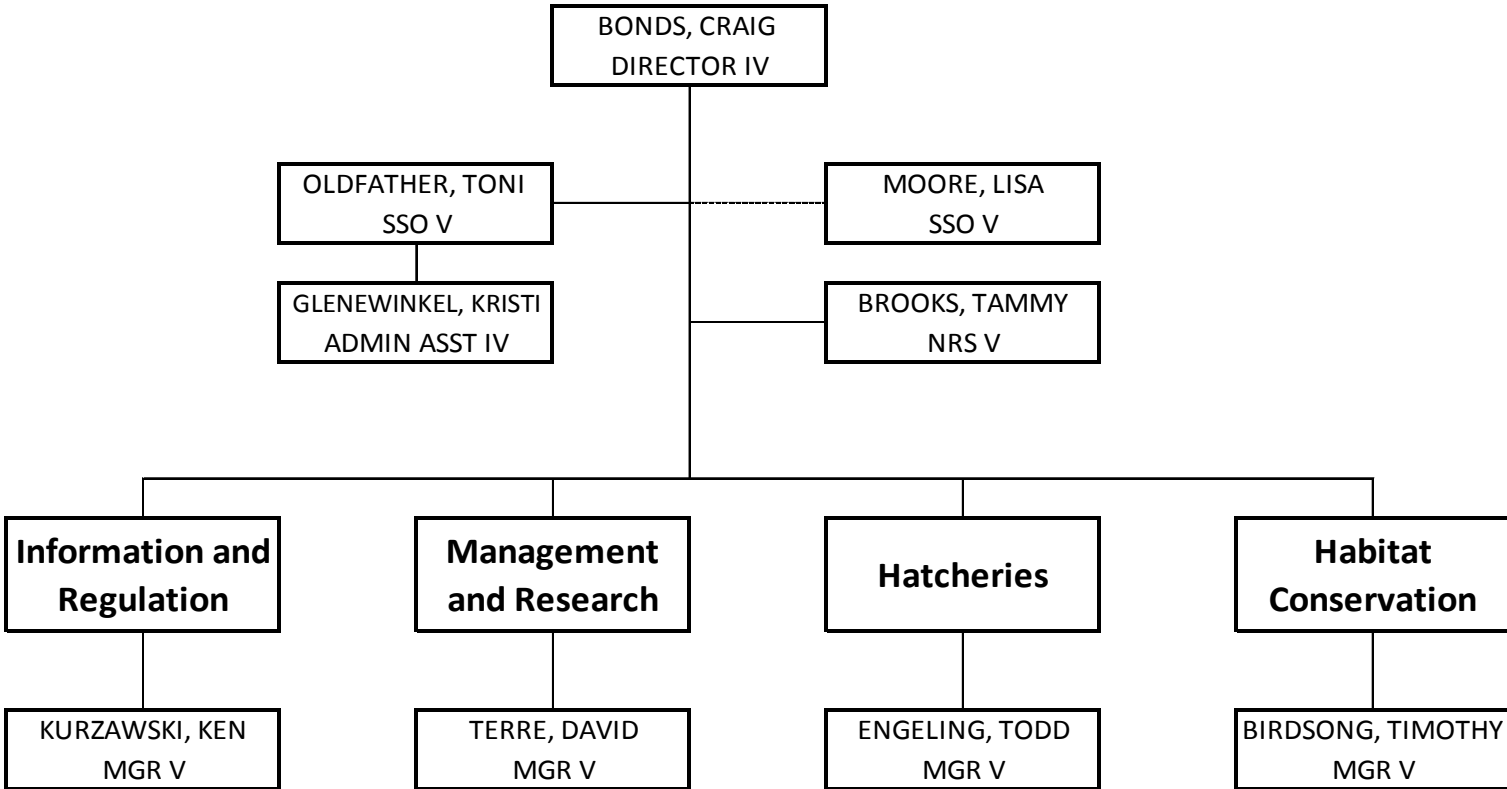 BONDS, CRAIG
DIRECTOR IV
OLDFATHER, TONI
SSO V
MOORE, LISA
SSO V
GLENEWINKEL, KRISTI
ADMIN ASST IV
BROOKS, TAMMY
NRS V
Information and
Regulation
Management
and Research
Hatcheries
Habitat
Conservation
KURZAWSKI, KEN
MGR V
TERRE, DAVID
MGR V
ENGELING, TODD
MGR V
BIRDSONG, TIMOTHY
MGR V